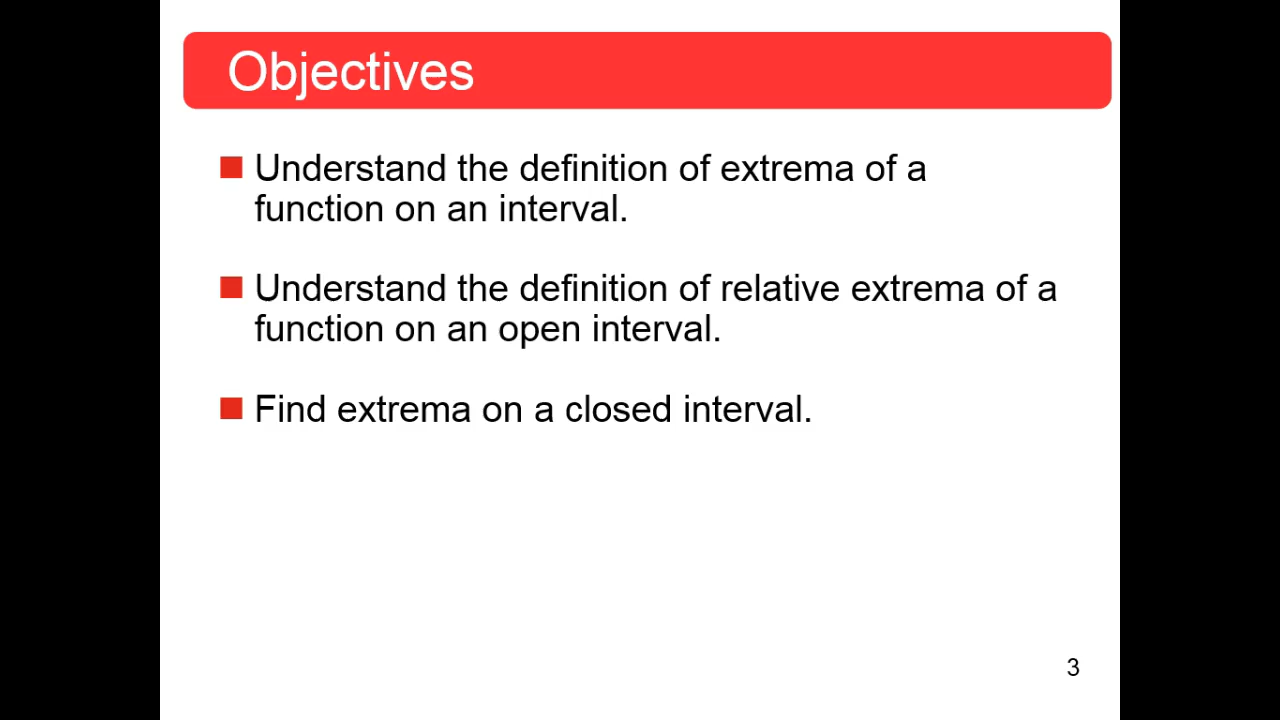 Objectives
Understand the definition of extrema of a
function on an interval.
Understand the definition of relative extrema of a
function on an open interval.
Find extrema on a closed interval.
3